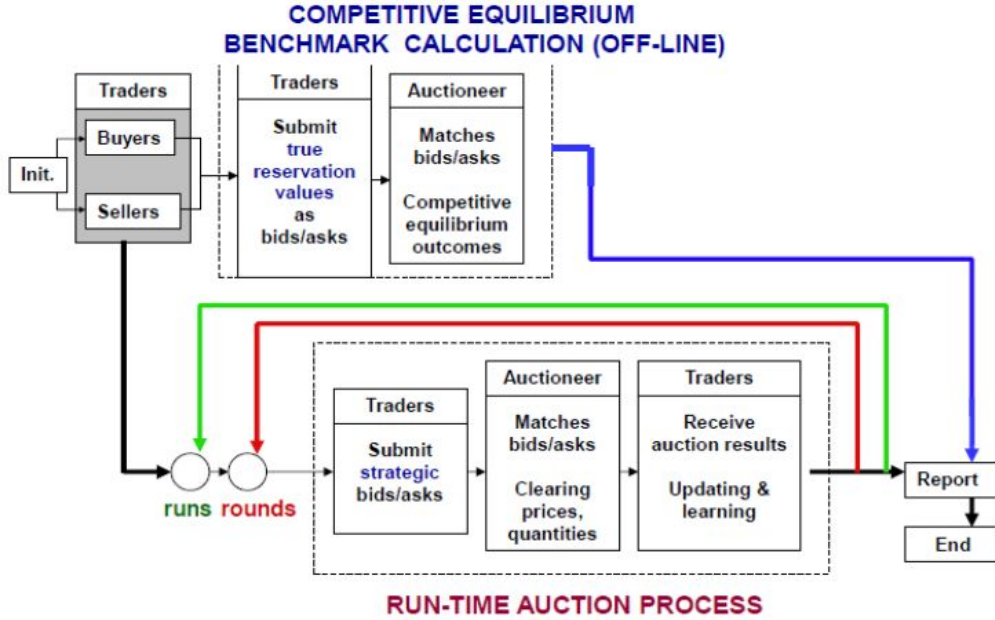 COMPETITIVE EQUILIBRIUM
BENCHMARK CALCULATION (OFF-LINE)
Traders
Buyers
Sellers
Init.
Traders
Submit
true
reservation
values
as
bids/asks
Auctioneer
Matches
bids/asks
Competitive
equilibrium
outcomes
runs
rounds
Traders
Submit
strategic
bids/asks
Auctioneer
Matches
bids/asks
Clearing
prices,
quantities
Traders
Receive
auction results
Updating &
learning
Report
End
RUN-TIME AUCTION PROCESS